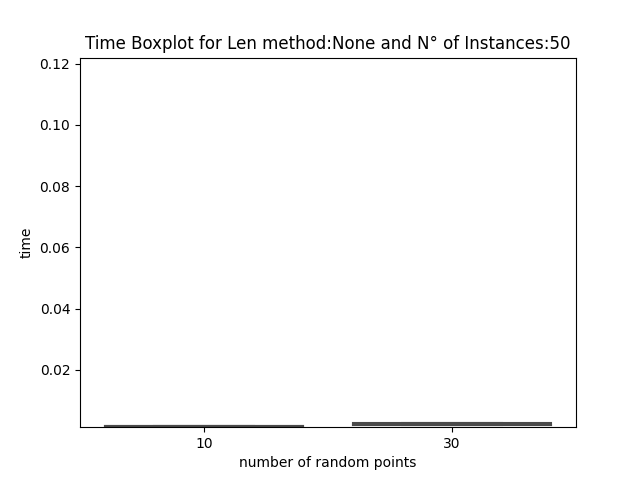 Time Boxplot for Len method:None and N° of Instances:50
0.12
0.10
0.08
0.06
0.04
0.02
time
10 30
number of random points